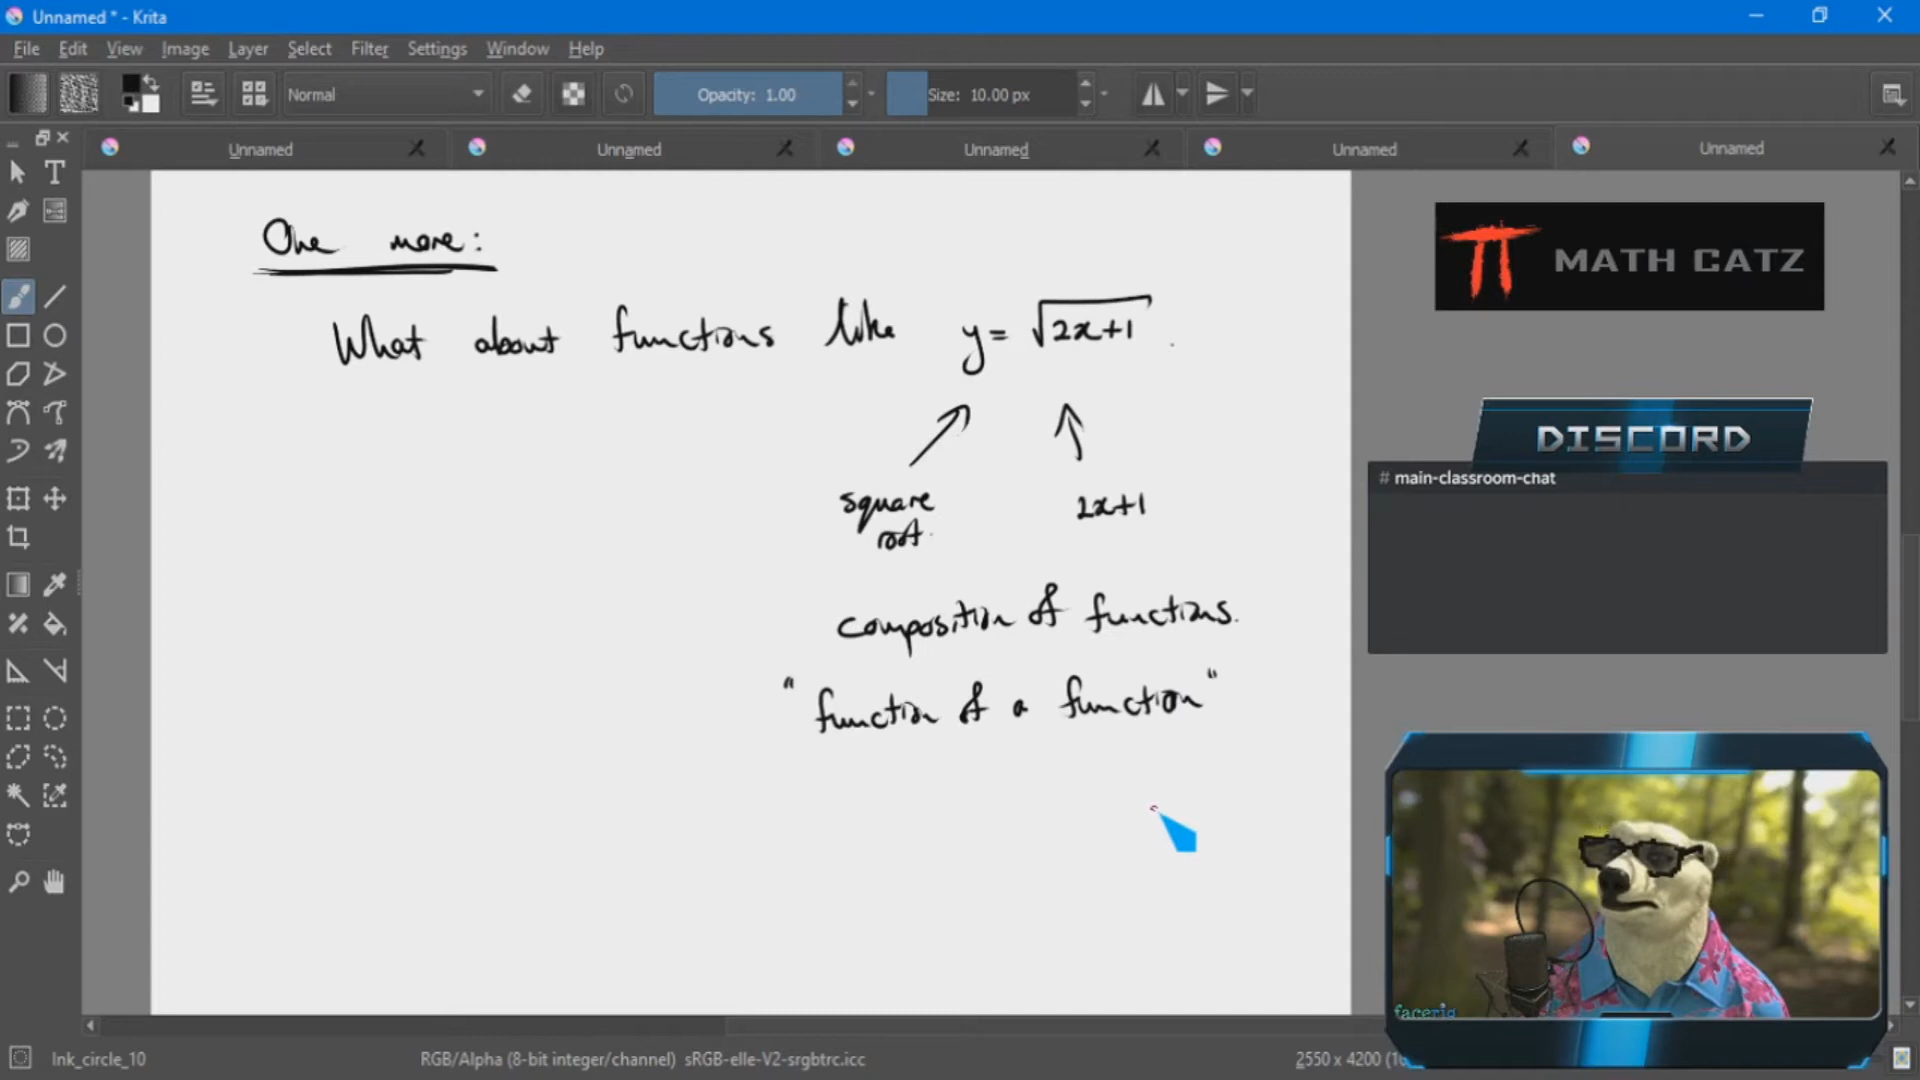 Unnamed * - Krita
File Edit View Image Layer Select Filter Settings Window Help
Normal Opacity: 1.00 Size: 10.00 px
Unnamed Unnamed Unnamed Unnamed Unnamed
One more:
What about functions like y = √2x+1 .
square root.
2x+1
composition of functions.
"function of a function"
π MATH CATZ
DISCORD
# main-classroom-chat
facerig
Ink_circle_10 RGB/Alpha (8-bit integer/channel) sRGB-elle-V2-srgbtrc.icc 2550 x 4200 (10